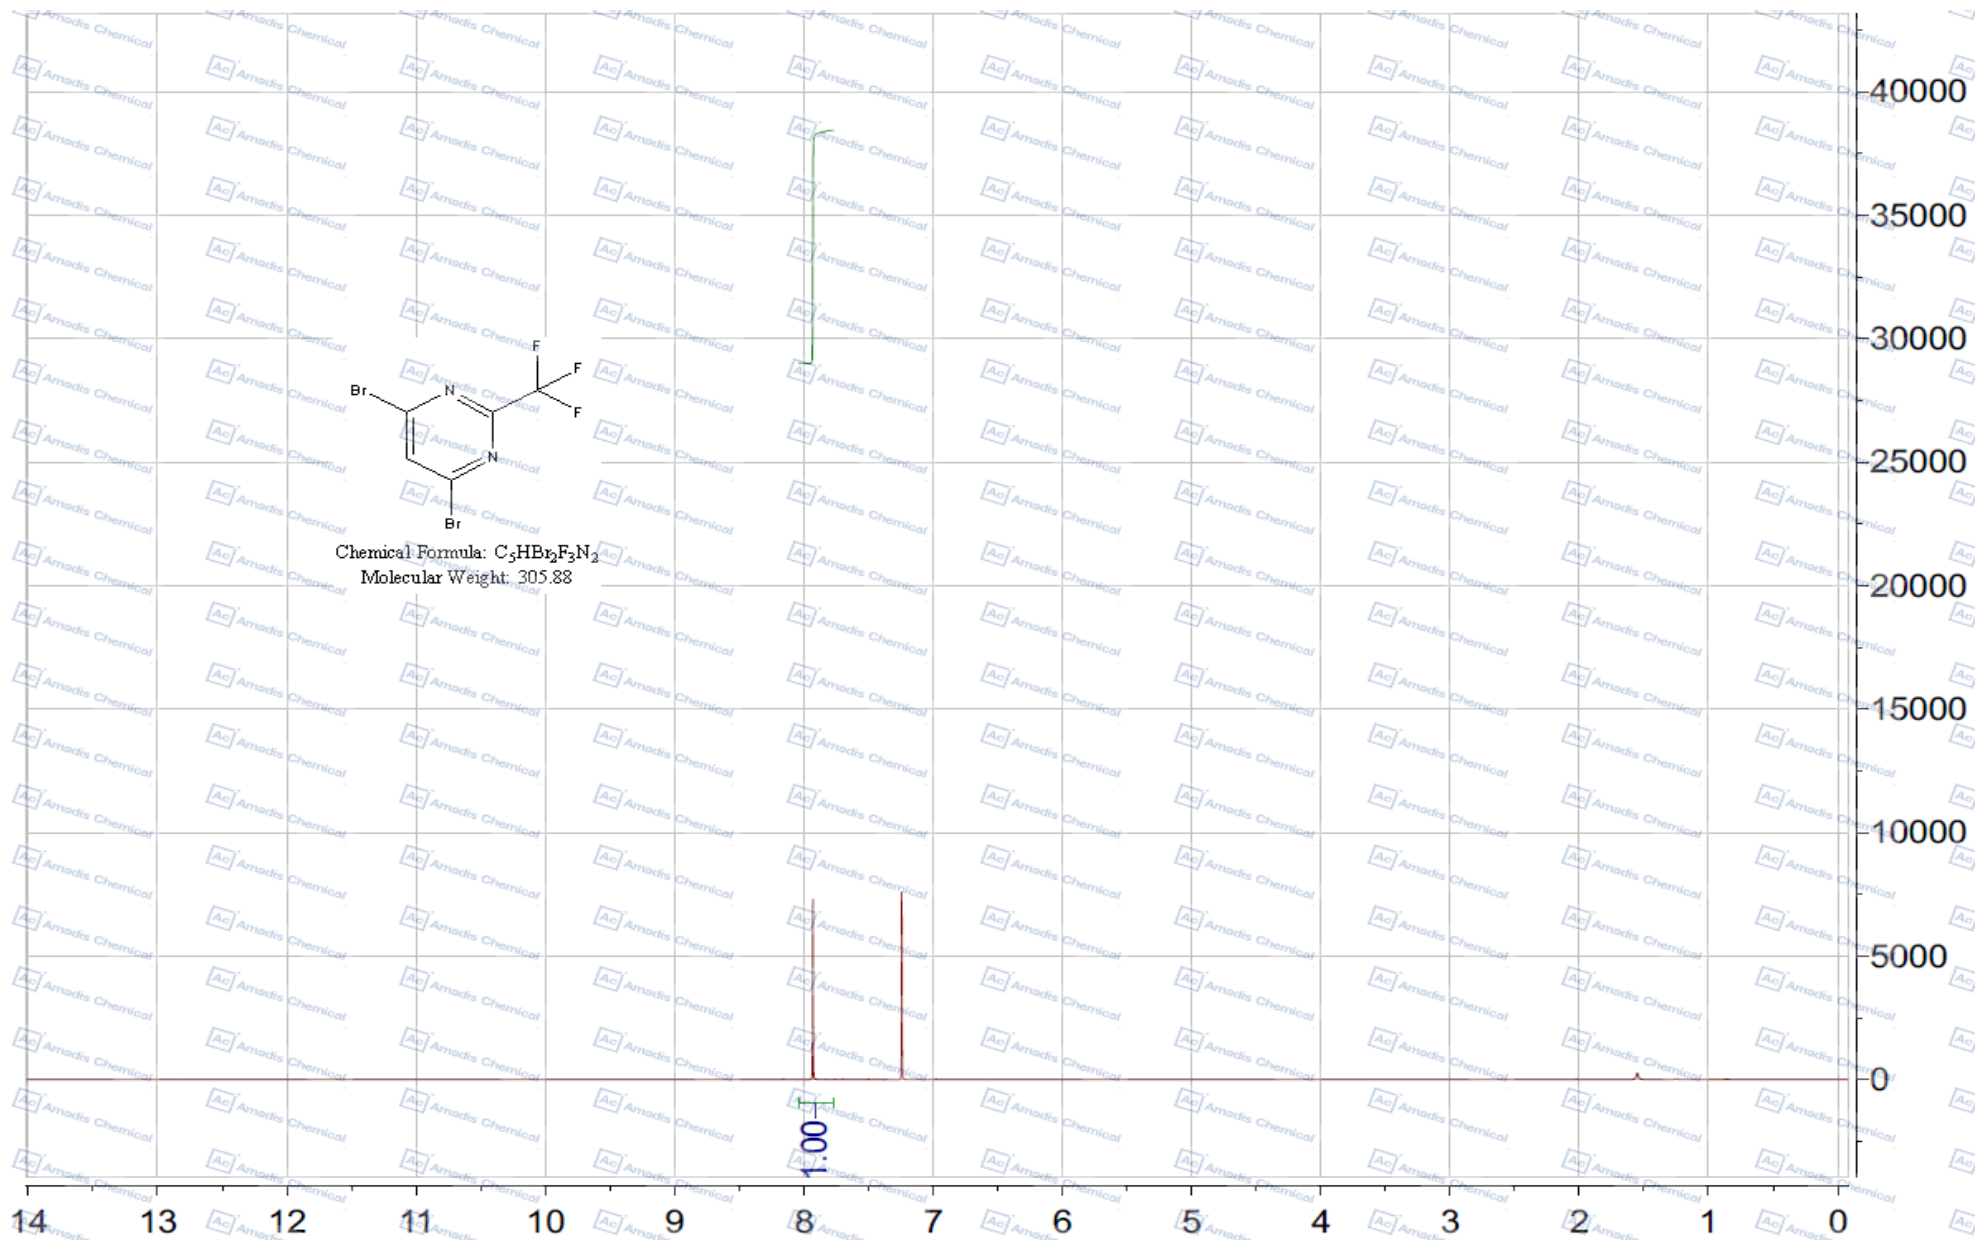 40000
35000
30000
25000
20000
15000
10000
5000
0
F
F
F
Br
N
N
Br
Chemical Formula: C₅HBr₂F₃N₂
Molecular Weight: 305.88
1.00
14 13 12 11 10 9 8 7 6 5 4 3 2 1 0
Ac Amadis Chemical